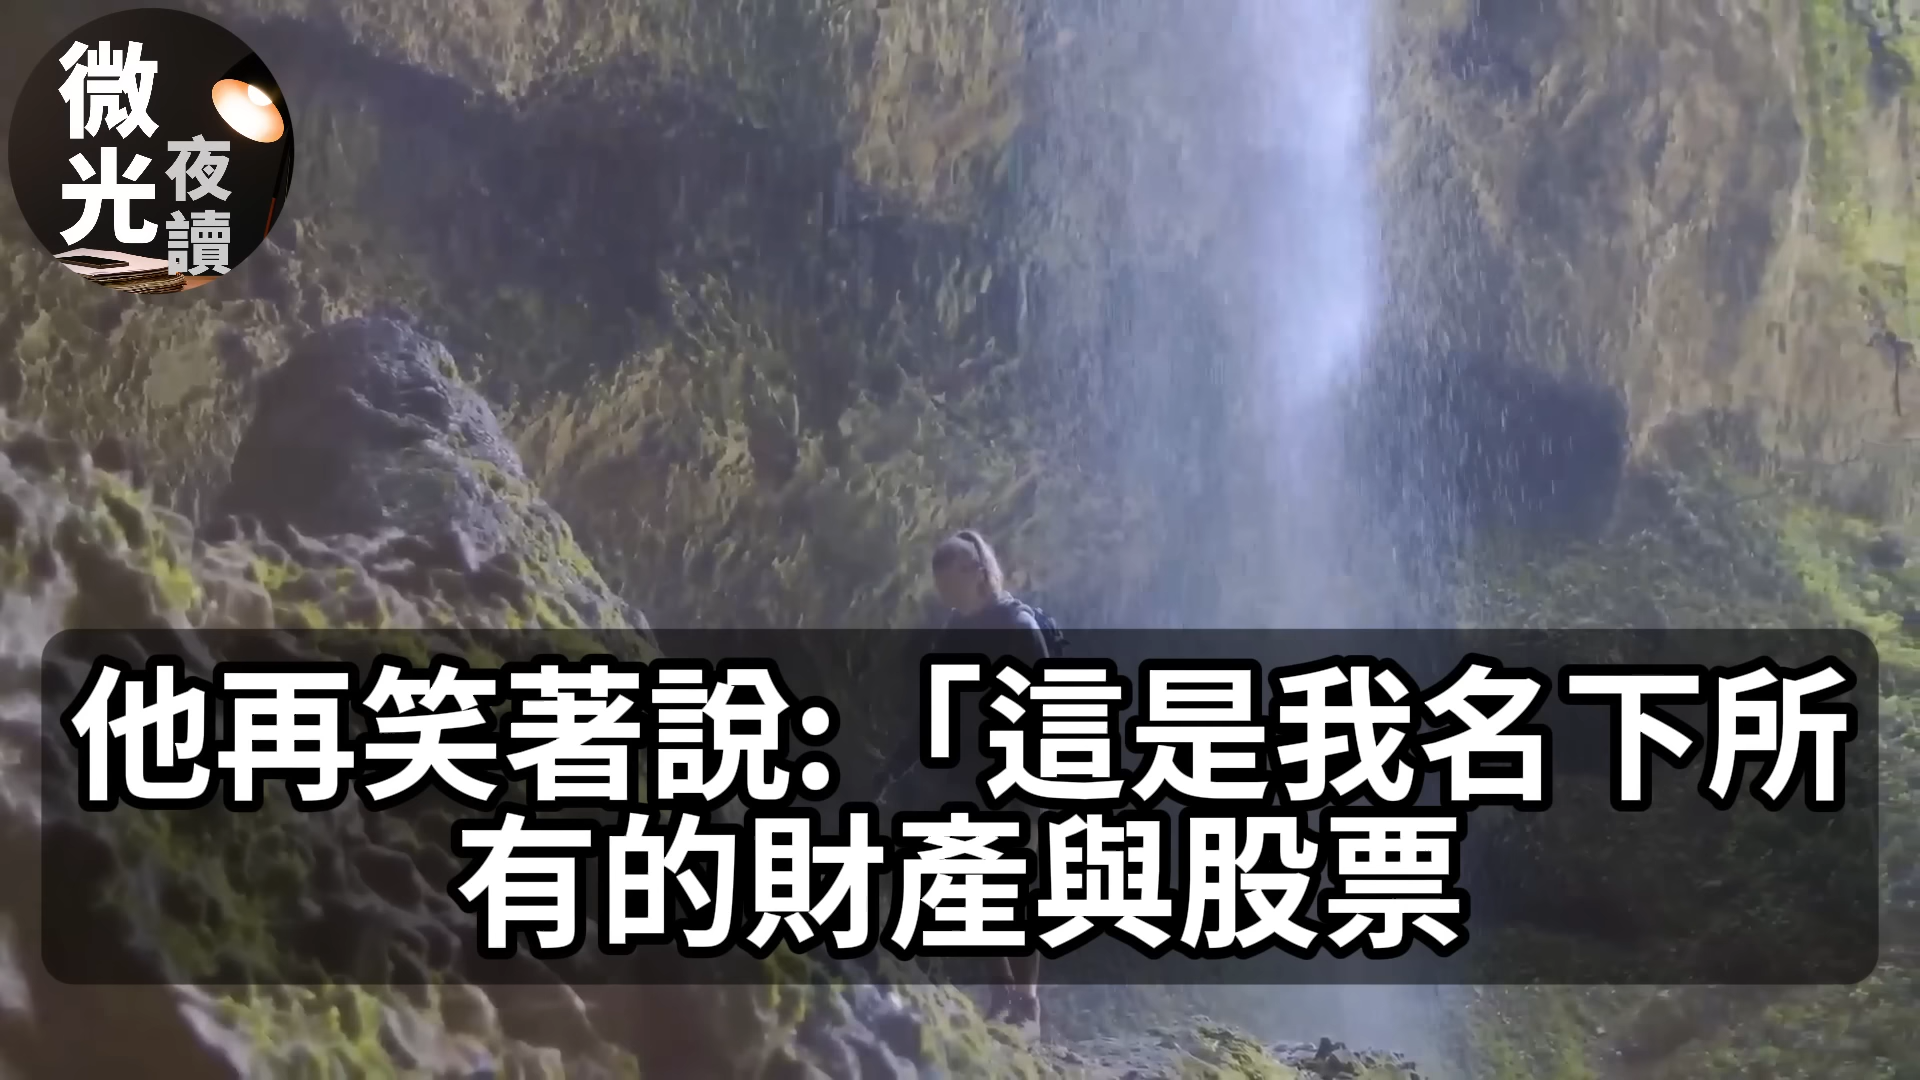 微光
夜讀
他再笑著說:「這是我名下所
有的財產與股票